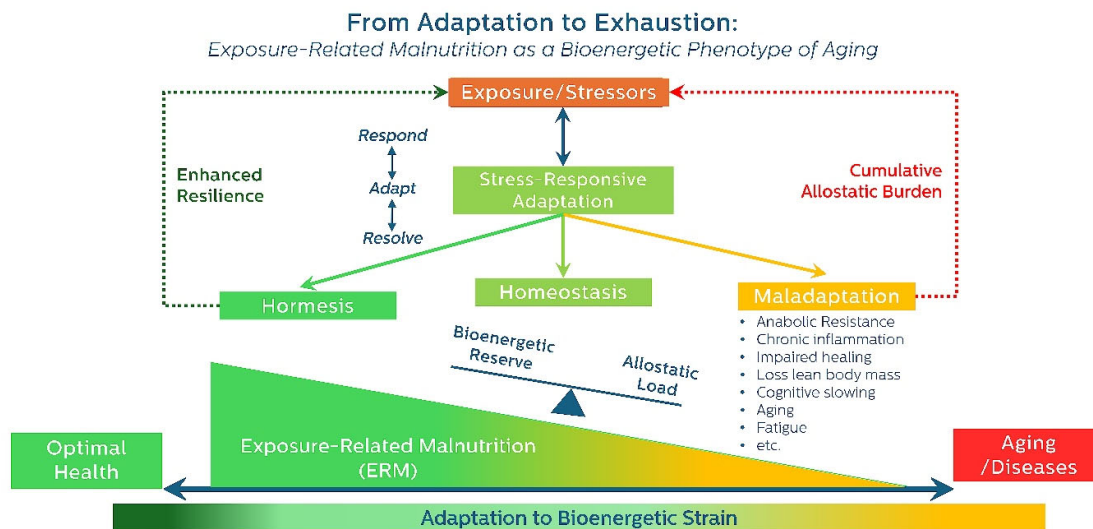 From Adaptation to Exhaustion:
Exposure-Related Malnutrition as a Bioenergetic Phenotype of Aging
Exposure/Stressors
Respond
Adapt
Resolve
Enhanced
Resilience
Stress-Responsive
Adaptation
Cumulative
Allostatic Burden
Hormesis
Homeostasis
Maladaptation
• Anabolic Resistance
• Chronic inflammation
• Impaired healing
• Loss lean body mass
• Cognitive slowing
• Aging
• Fatigue
• etc.
Bioenergetic
Reserve
Allostatic
Load
Optimal
Health
Exposure-Related Malnutrition
(ERM)
Aging
/Diseases
Adaptation to Bioenergetic Strain